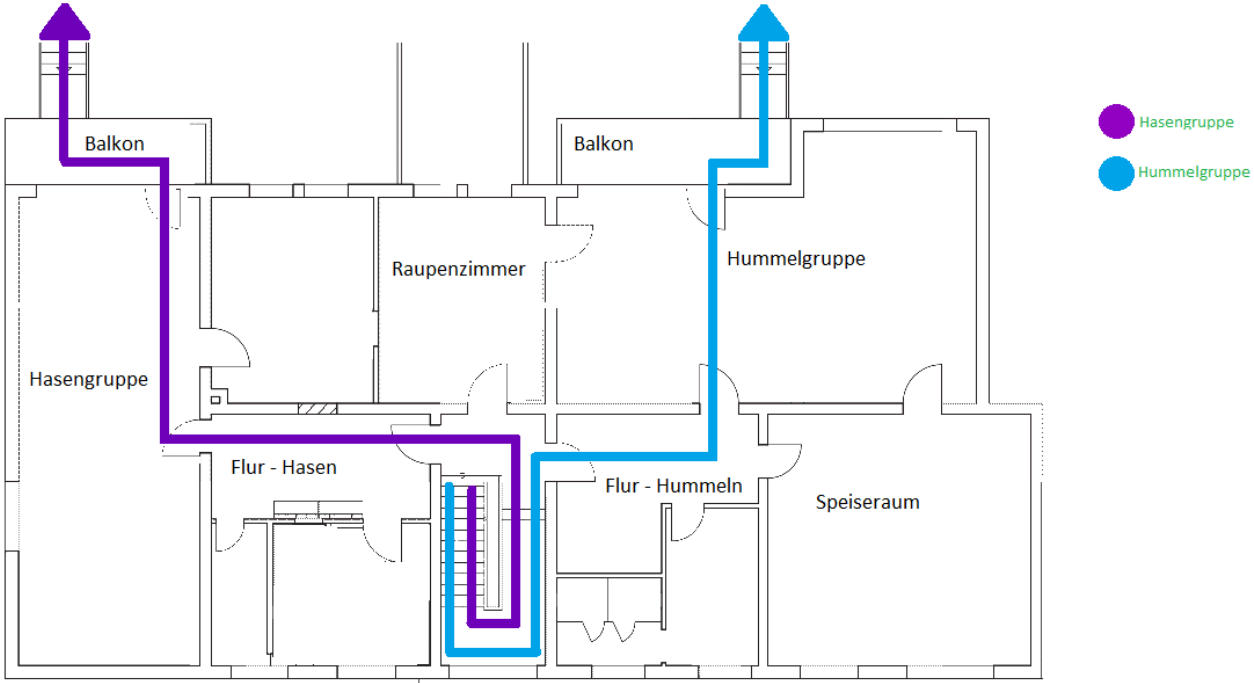 Balkon
Balkon
Hasengruppe
Hummelgruppe
Raupenzimmer
Hummelgruppe
Hasengruppe
Flur - Hasen
Flur - Hummeln
Speiseraum